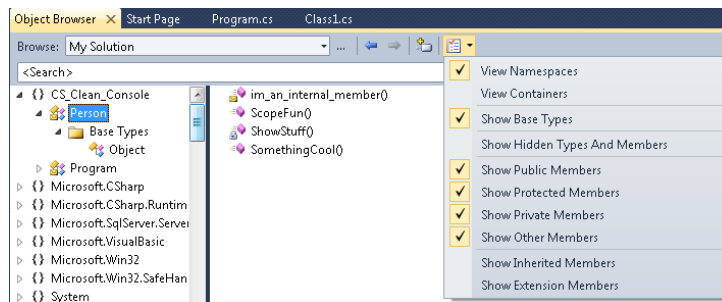 Object Browser Start Page Program.cs Class1.cs
Browse: My Solution ...
<Search>
{} CS_Clean_Console
Person
Base Types
Object
Program
{} Microsoft.CSharp
{} Microsoft.CSharp.Runtim
{} Microsoft.SqlServer.Server
{} Microsoft.VisualBasic
{} Microsoft.Win32
{} Microsoft.Win32.SafeHan
{} System
im_an_internal_member()
ScopeFun()
ShowStuff()
SomethingCool()
View Namespaces
View Containers
Show Base Types
Show Hidden Types And Members
Show Public Members
Show Protected Members
Show Private Members
Show Other Members
Show Inherited Members
Show Extension Members